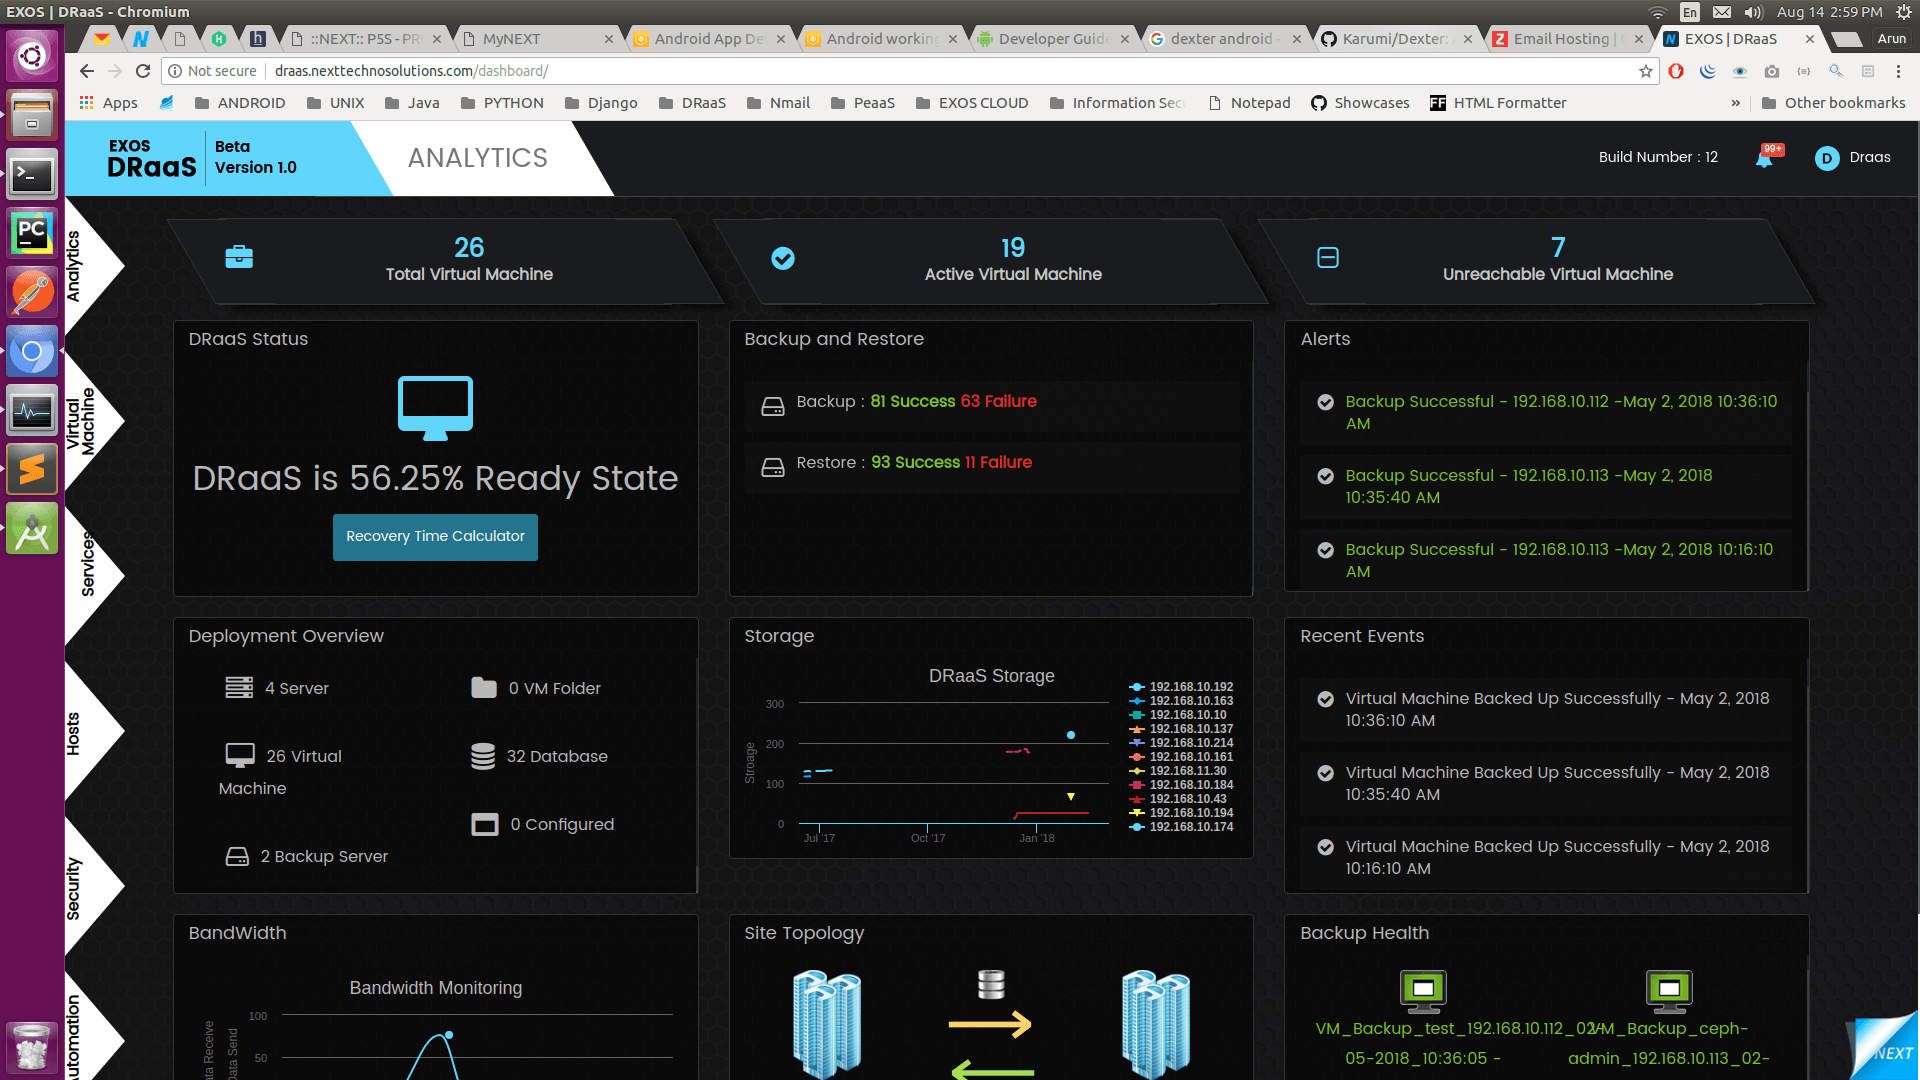 EXOS | DRaaS - Chromium
En
Aug 14 2:59 PM
::NEXT:: P5S - PR
MyNEXT
Android App De
Android working
Developer Guide
dexter android -
Karumi/Dexter:
Email Hosting |
EXOS | DRaaS
Arun
Not secure
draas.nexttechnosolutions.com/dashboard/
Apps
ANDROID
UNIX
Java
PYTHON
Django
DRaaS
Nmail
PeaaS
EXOS CLOUD
Information Sec
Notepad
Showcases
HTML Formatter
»
Other bookmarks
EXOS
DRaaS
Beta
Version 1.0
ANALYTICS
Build Number : 12
99+
D
Draas
Analytics
Virtual
Machine
Services
Hosts
Security
Automation
26
Total Virtual Machine
19
Active Virtual Machine
7
Unreachable Virtual Machine
DRaaS Status
DRaaS is 56.25% Ready State
Recovery Time Calculator
Backup and Restore
Backup : 81 Success 63 Failure
Restore : 93 Success 11 Failure
Alerts
Backup Successful - 192.168.10.112 -May 2, 2018 10:36:10
AM
Backup Successful - 192.168.10.113 -May 2, 2018
10:35:40 AM
Backup Successful - 192.168.10.113 -May 2, 2018 10:16:10
AM
Deployment Overview
4 Server
0 VM Folder
26 Virtual
Machine
32 Database
0 Configured
2 Backup Server
Storage
DRaaS Storage
Stroage
300
200
100
0
Jul '17
Oct '17
Jan '18
192.168.10.192
192.168.10.163
192.168.10.10
192.168.10.137
192.168.10.214
192.168.10.161
192.168.11.30
192.168.10.184
192.168.10.43
192.168.10.194
192.168.10.174
Recent Events
Virtual Machine Backed Up Successfully - May 2, 2018
10:36:10 AM
Virtual Machine Backed Up Successfully - May 2, 2018
10:35:40 AM
Virtual Machine Backed Up Successfully - May 2, 2018
10:16:10 AM
BandWidth
Bandwidth Monitoring
100
50
ata Receive
Data Send
Site Topology
Backup Health
VM_Backup_test_192.168.10.112_02-
05-2018_10:36:05 -
VM_Backup_ceph-
admin_192.168.10.113_02-
NEXT
PC